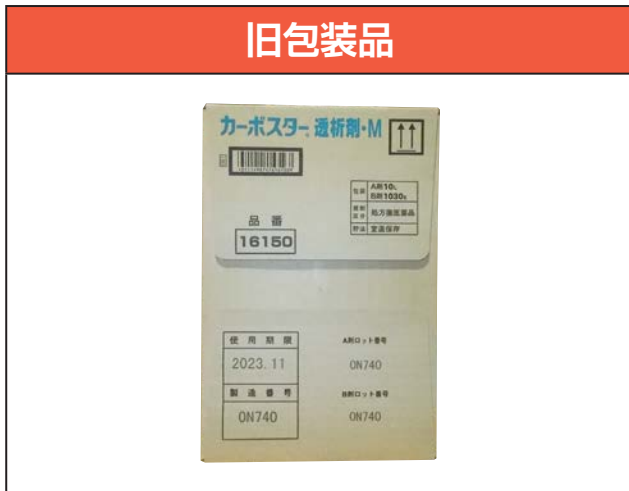 旧包装品
カーボスター透析剤・M
包装 A剤10L
B剤1030g
規制区分 処方箋医薬品
貯法 室温保存
品番
16150
使用期限
A剤ロット番号
2023.11
0N740
製造番号
B剤ロット番号
0N740
0N740